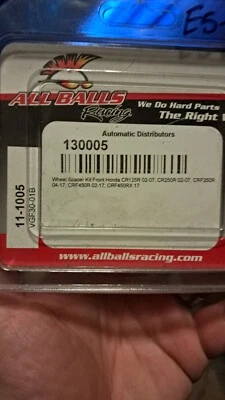 E5-
ALL BALLS
Racing
We Do Hard Parts
The Right
Automatic Distributors
130005
Wheel Spacer Kit Front Honda CR125R 02-07, CR250R 02-07, CRF250R
04-17, CRF450R 02-17, CRF450RX 17
11-1005
VGF30-01B
www.allballsracing.com